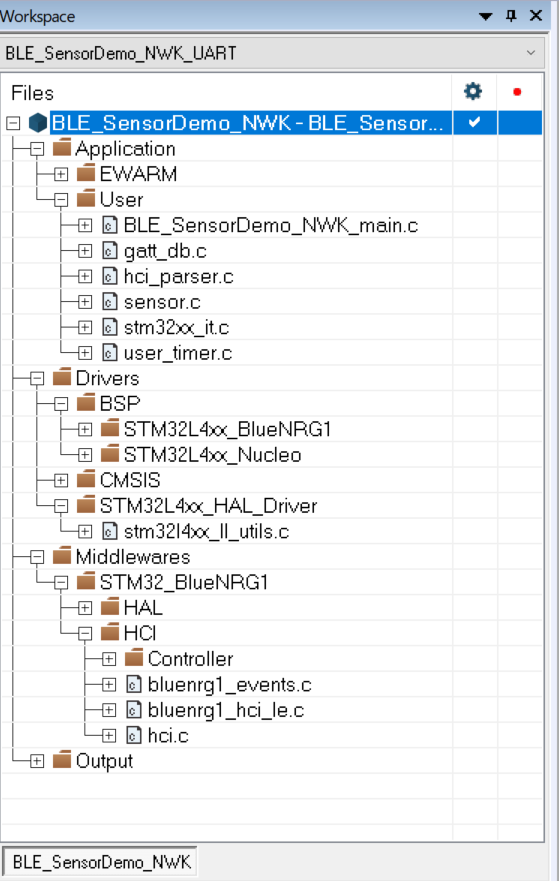 Workspace
BLE_SensorDemo_NWK_UART
Files
BLE_SensorDemo_NWK - BLE_Sensor...
Application
EWARM
User
BLE_SensorDemo_NWK_main.c
gatt_db.c
hci_parser.c
sensor.c
stm32xx_it.c
user_timer.c
Drivers
BSP
STM32L4xx_BlueNRG1
STM32L4xx_Nucleo
CMSIS
STM32L4xx_HAL_Driver
stm32l4xx_ll_utils.c
Middlewares
STM32_BlueNRG1
HAL
HCI
Controller
bluenrg1_events.c
bluenrg1_hci_le.c
hci.c
Output
BLE_SensorDemo_NWK